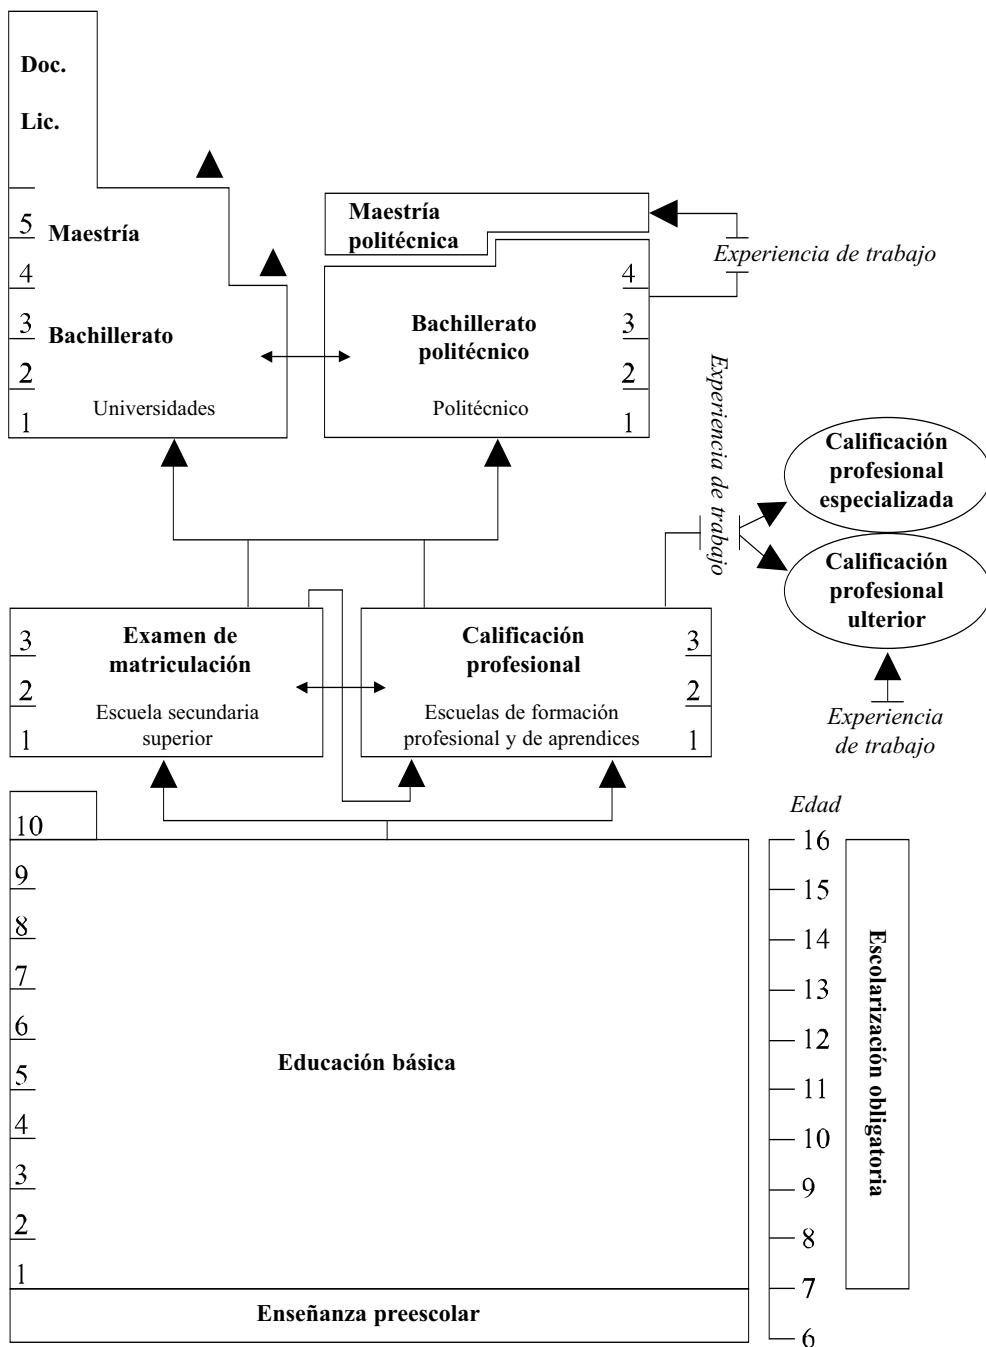 Doc.
Lic.
5
Maestría
4
3
Bachillerato
2
1
Universidades
Maestría
politécnica
4
Bachillerato
politécnico
3
2
1
Politécnico
Experiencia de trabajo
Experiencia de trabajo
Calificación
profesional
especializada
Calificación
profesional
ulterior
Experiencia
de trabajo
3
2
1
Examen de
matriculación
Escuela secundaria
superior
Calificación
profesional
Escuelas de formación
profesional y de aprendices
3
2
1
10
9
8
7
6
5
4
3
2
1
Educación básica
Enseñanza preescolar
Edad
16
15
14
13
12
11
10
9
8
7
6
Escolarización obligatoria